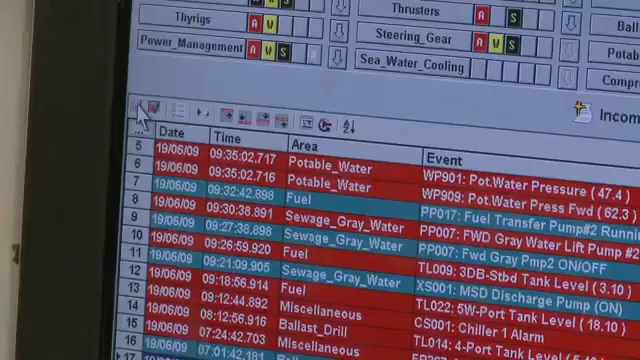 Thyrigs A V
Power_Management A V S
Thrusters A S
Steering_Gear A V S
Sea_Water_Cooling
Ball
Potab
Compr
Incom
Date Time Area Event
5 19/06/09 09:35:02.717 Potable_Water WP901: Pot.Water Pressure ( 47.4 )
6 19/06/09 09:35:02.716 Potable_Water WP909: Pot.Water Press Fwd ( 62.3 )
7 19/06/09 09:32:42.898 Fuel PP017: Fuel Transfer Pump#2 Runnin
8 19/06/09 09:30:38.891 Sewage_Gray_Water PP007: FWD Gray Water Lift Pump #2
9 19/06/09 09:27:38.898 Sewage_Gray_Water PP007: Fwd Gray Pmp2 ON/OFF
10 19/06/09 09:26:59.920 Fuel TL009: 3DB-Stbd Tank Level ( 3.10 )
11 19/06/09 09:21:09.905 Sewage_Gray_Water XS001: MSD Discharge Pump (ON)
12 19/06/09 09:18:56.914 Fuel TL022: 5W-Port Tank Level ( 18.10 )
13 19/06/09 09:12:44.892 Miscellaneous CS001: Chiller 1 Alarm
14 19/06/09 08:12:56.916 Ballast_Drill TL014: 4-Port Tank Level
15 19/06/09 07:24:42.703 Miscellaneous
16 19/06/09 07:01:42.181
17